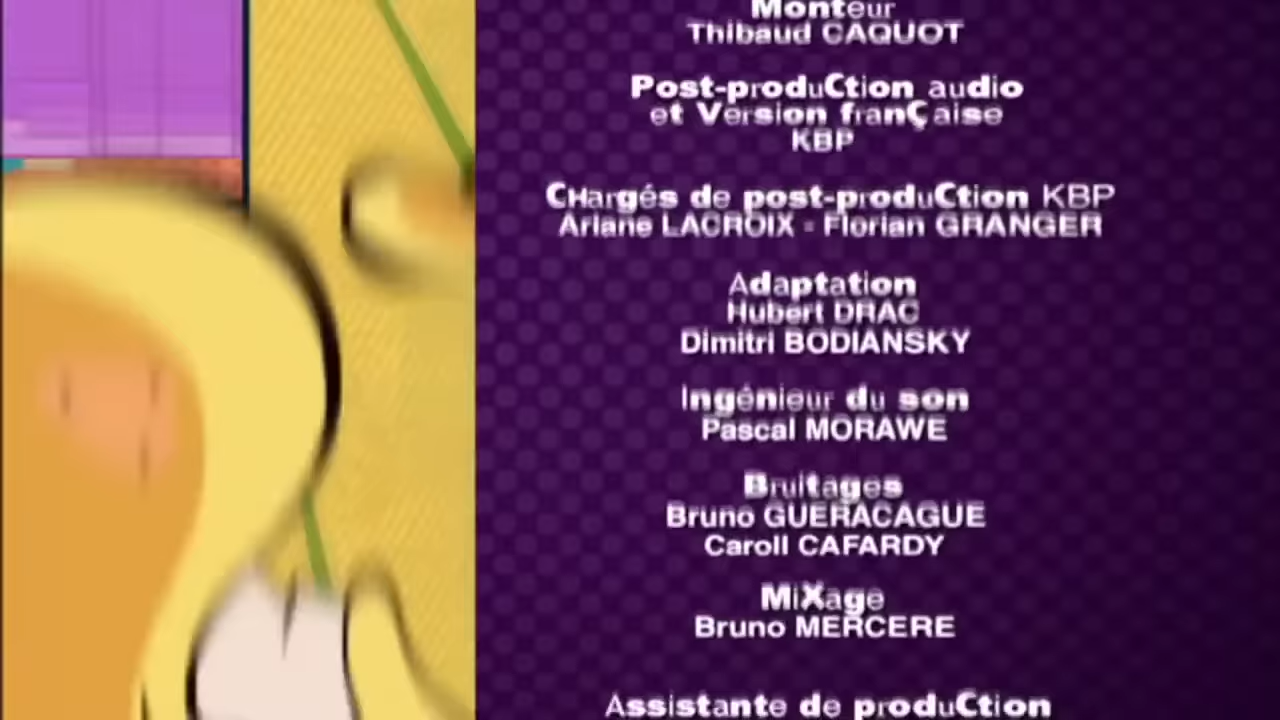 Monteur
Thibaud CAQUOT
Post-produCtion audio
et Version franÇaise
KBP
CHargés de post-produCtion KBP
Ariane LACROIX - Florian GRANGER
Adaptation
Hubert DRAC
Dimitri BODIANSKY
Ingénieur du son
Pascal MORAWE
Bruitages
Bruno GUERACAGUE
Caroll CAFARDY
MiXage
Bruno MERCERE
Assistante de produCtion